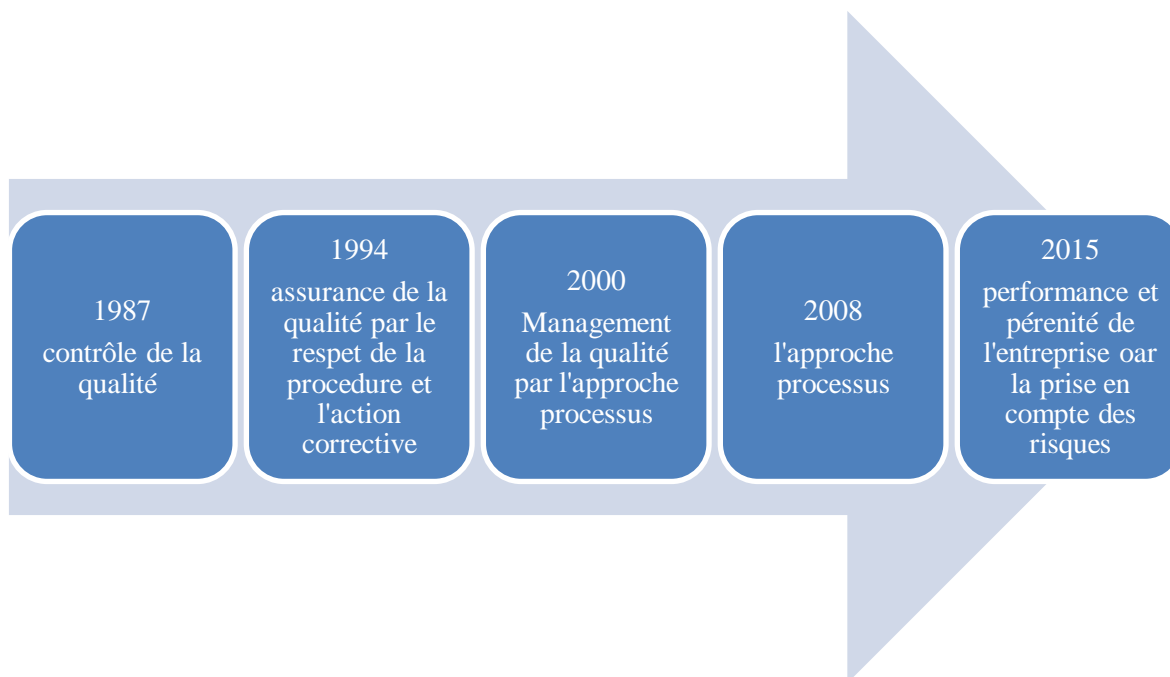 1987
contrôle de la
qualité
1994
assurance de la
qualité par le
respet de la
procedure et
l'action
corrective
2000
Management
de la qualité
par l'approche
processus
2008
l'approche
processus
2015
performance et
pérenité de
l'entreprise oar
la prise en
compte des
risques